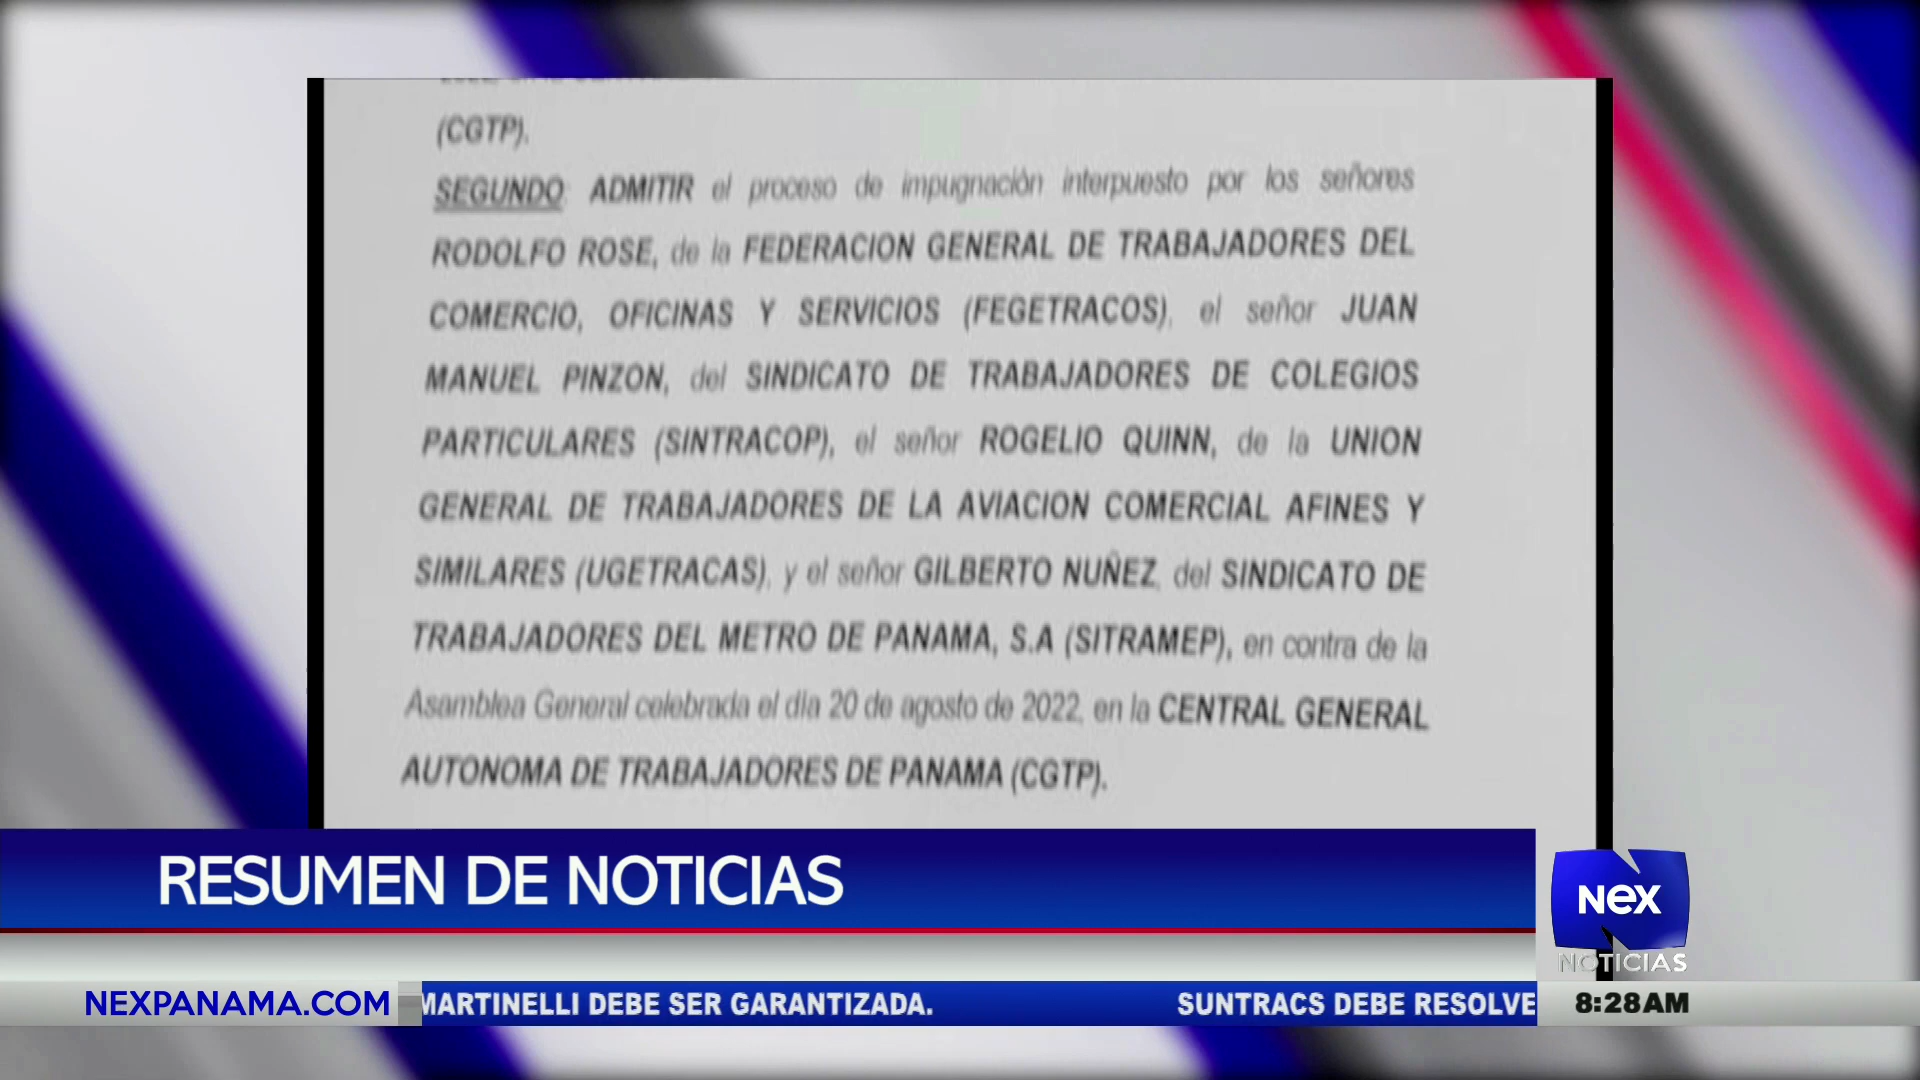 (CGTP).
SEGUNDO: ADMITIR el proceso de impugnación interpuesto por los señores
RODOLFO ROSE, de la FEDERACION GENERAL DE TRABAJADORES DEL
COMERCIO, OFICINAS Y SERVICIOS (FEGETRACOS), el señor JUAN
MANUEL PINZON, del SINDICATO DE TRABAJADORES DE COLEGIOS
PARTICULARES (SINTRACOP), el señor ROGELIO QUINN, de la UNION
GENERAL DE TRABAJADORES DE LA AVIACION COMERCIAL AFINES Y
SIMILARES (UGETRACAS), y el señor GILBERTO NUÑEZ, del SINDICATO DE
TRABAJADORES DEL METRO DE PANAMA, S.A (SITRAMEP), en contra de la
Asamblea General celebrada el día 20 de agosto de 2022, en la CENTRAL GENERAL
AUTONOMA DE TRABAJADORES DE PANAMA (CGTP).
RESUMEN DE NOTICIAS
NEX
NOTICIAS
NEXPANAMA.COM
MARTINELLI DEBE SER GARANTIZADA. SUNTRACS DEBE RESOLVE
8:28AM